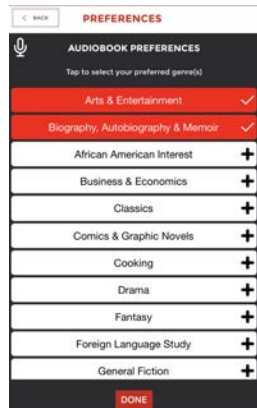 < BACK
PREFERENCES
AUDIOBOOK PREFERENCES
Tap to select your preferred genre(s)
Arts & Entertainment
Biography, Autobiography & Memoir
African American Interest
Business & Economics
Classics
Comics & Graphic Novels
Cooking
Drama
Fantasy
Foreign Language Study
General Fiction
DONE